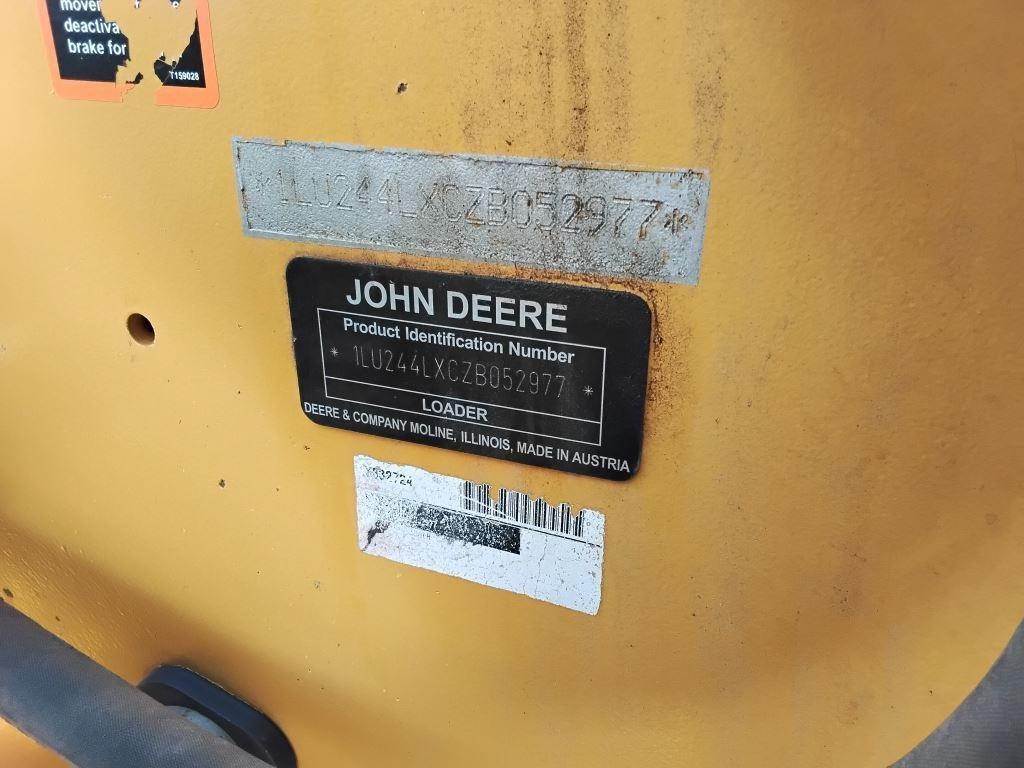 deactiva
brake for
T159028
*1LU244LXCZB052977*
JOHN DEERE
Product Identification Number
* 1LU244LXCZB052977 *
LOADER
DEERE & COMPANY MOLINE, ILLINOIS, MADE IN AUSTRIA